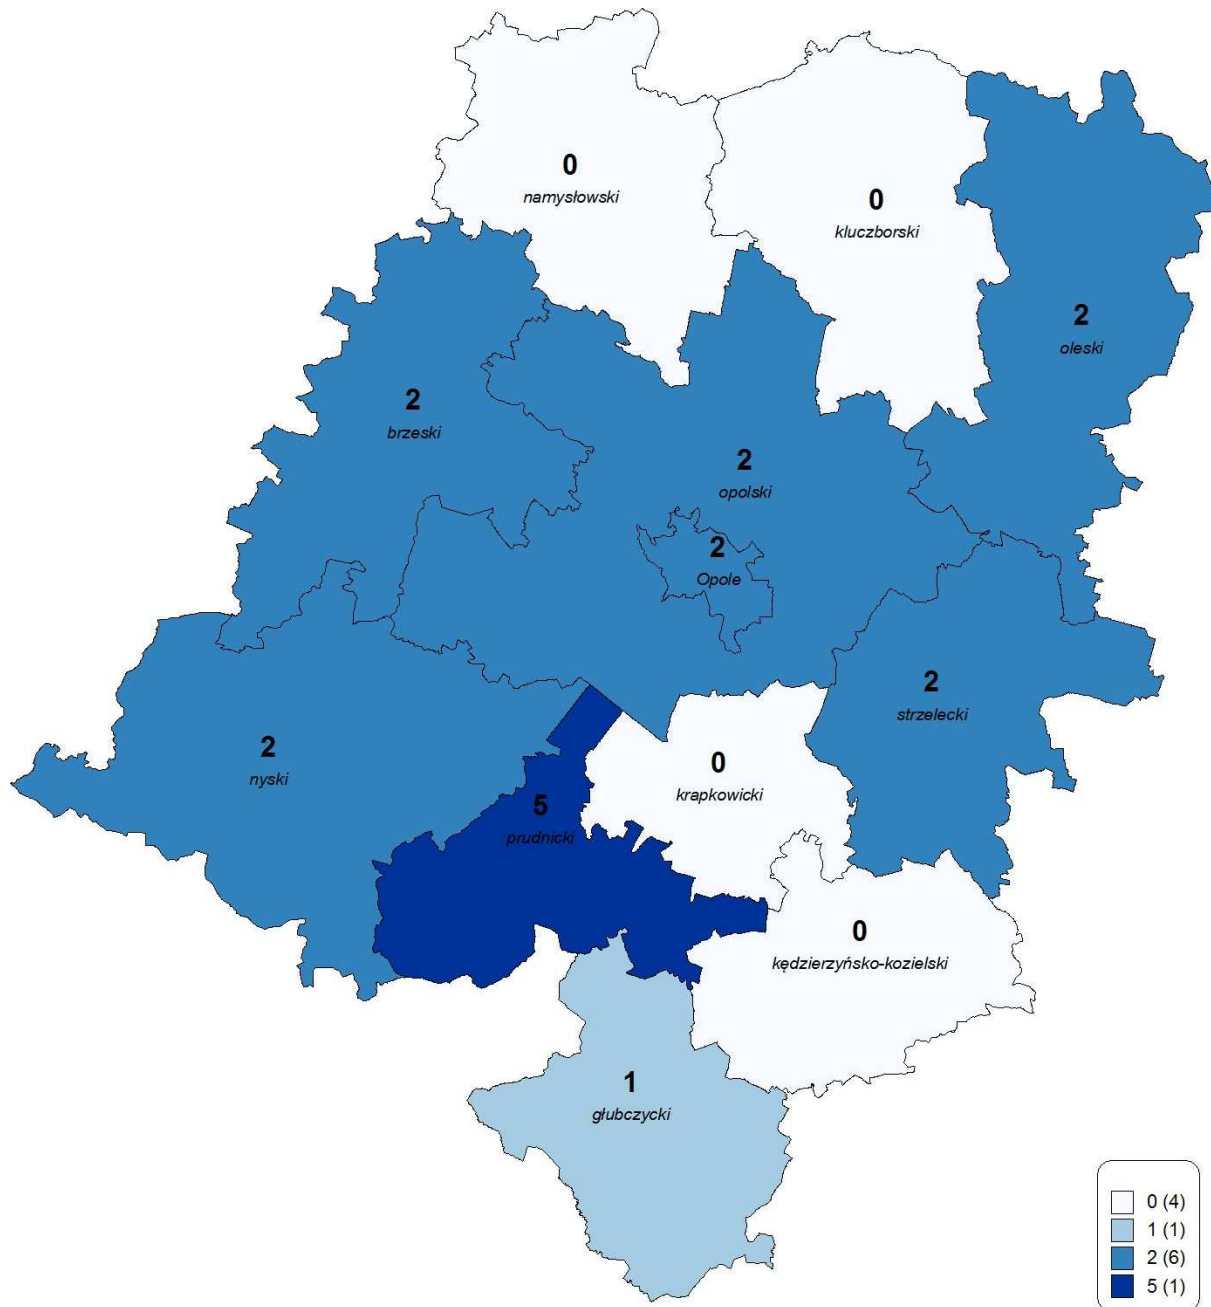 0
namysłowski
0
kluczborski
2
oleski
2
brzeski
2
opolski
2
Opole
2
strzelecki
2
nyski
0
krapkowicki
5
prudnicki
0
kędzierzyńsko-kozielski
1
głubczycki
0 (4)
1 (1)
2 (6)
5 (1)